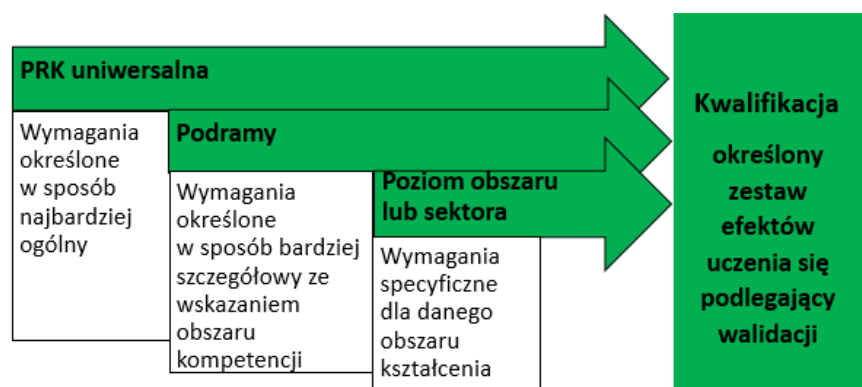 PRK uniwersalna
Wymagania
określone
w sposób
najbardziej
ogólny
Podramy
Wymagania
określone
w sposób bardziej
szczegółowy ze
wskazaniem
obszaru
kompetencji
Poziom obszaru
lub sektora
Wymagania
specyficzne
dla danego
obszaru
kształcenia
Kwalifikacja
określony
zestaw
efektów
uczenia się
podlegający
walidacji